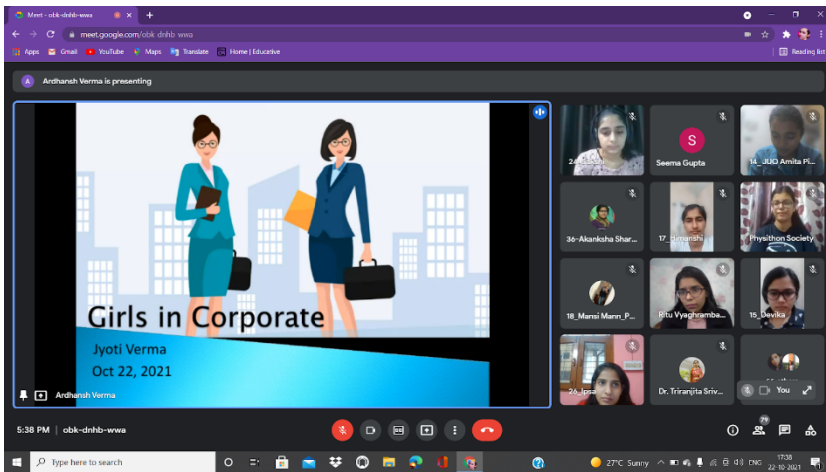 Meet - obk-dnhb-wwa
meet.google.com/obk-dnhb-wwa
Apps Gmail YouTube Maps Translate Home | Educative Reading list
A Ardhansh Verma is presenting
Girls in Corporate
Jyoti Verma
Oct 22, 2021
Ardhansh Verma
S
Seema Gupta
14_JUO Amita Pi...
36-Akanksha Shar...
17_Himanshi
Physithon Society
18_Mansi Mann_P...
Ritu Vyaghramba...
15_Devika
26_Ipsa
Dr. Triranjita Sriv...
You
5:38 PM | obk-dnhb-wwa
79
Type here to search
27°C Sunny
ENG
17:38
22-10-2021